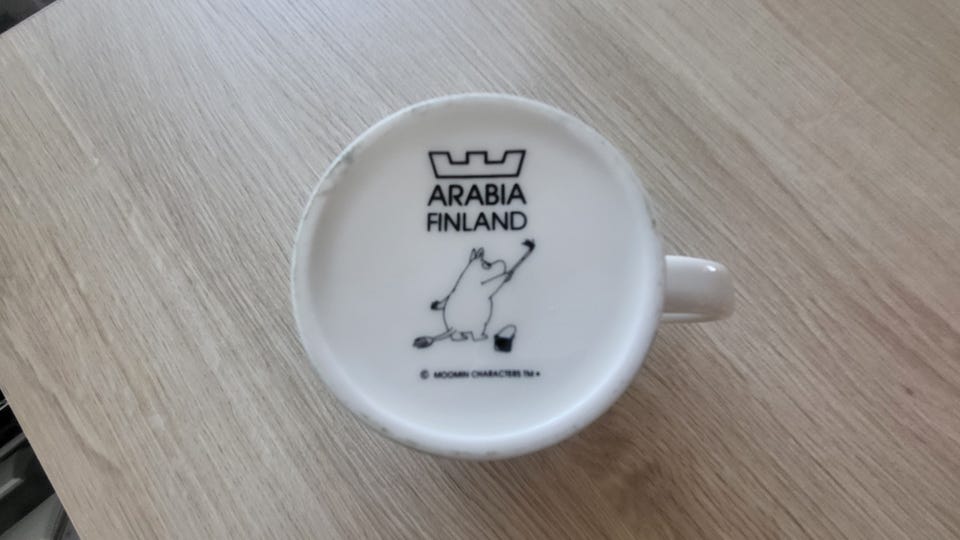 ARABIA
FINLAND
© MOOMIN CHARACTERS TM